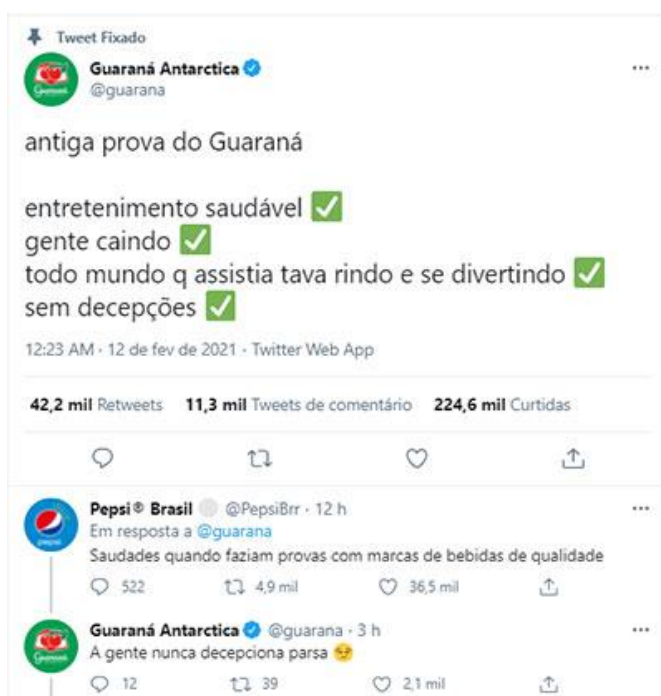 Tweet Fixado
Guaraná Antarctica
@guarana
antiga prova do Guaraná
entretenimento saudável ✅
gente caindo ✅
todo mundo q assistia tava rindo e se divertindo ✅
sem decepções ✅
12:23 AM · 12 de fev de 2021 · Twitter Web App
42,2 mil Retweets 11,3 mil Tweets de comentário 224,6 mil Curtidas
Pepsi® Brasil ⚪ @PepsiBrr · 12 h
Em resposta a @guarana
Saudades quando faziam provas com marcas de bebidas de qualidade
522 4,9 mil 36,5 mil
Guaraná Antarctica @guarana · 3 h
A gente nunca decepciona parsa 😏
12 39 2,1 mil